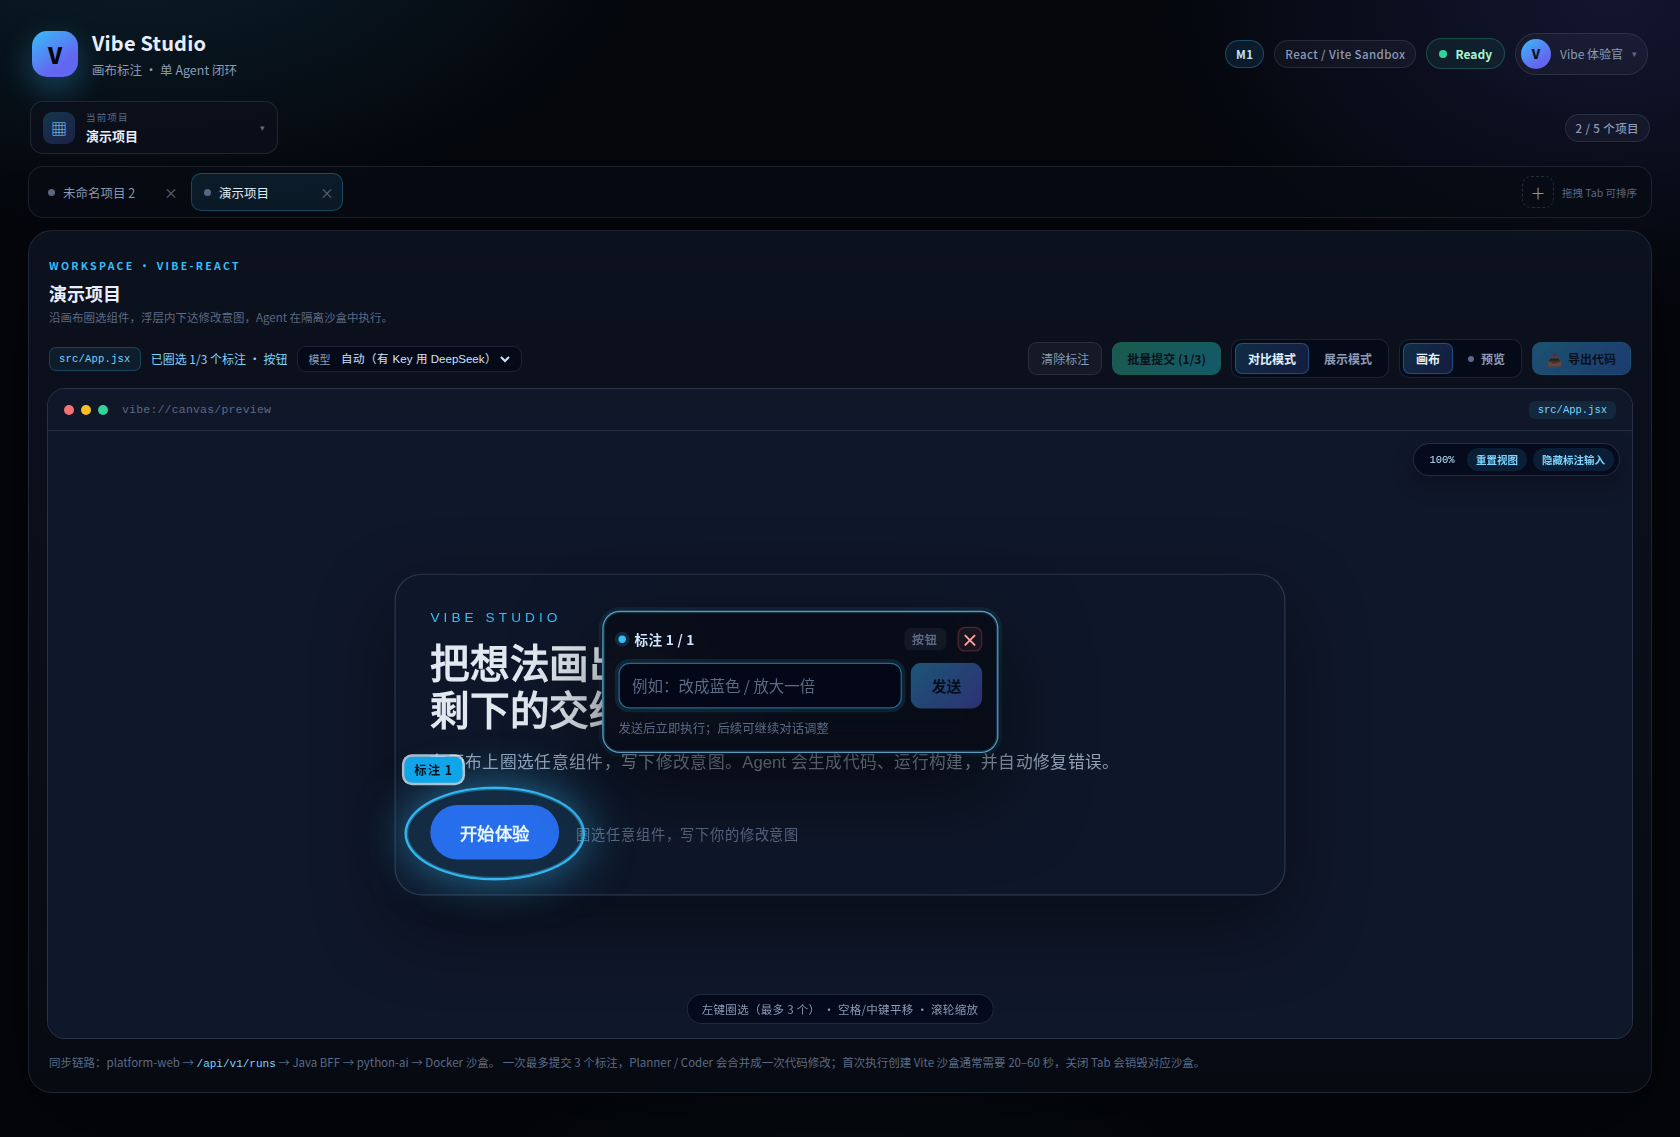 V
Vibe Studio
画布标注 · 单 Agent 闭环
M1
React / Vite Sandbox
Ready
V
Vibe 体验官
当前项目
演示项目
2 / 5 个项目
未命名项目 2
演示项目
拖拽 Tab 可排序
WORKSPACE · VIBE-REACT
演示项目
沿画布圈选组件，浮层内下达修改意图，Agent 在隔离沙盒中执行。
src/App.jsx
已圈选 1/3 个标注 · 按钮
模型
自动（有 Key 用 DeepSeek）
清除标注
批量提交 (1/3)
对比模式
展示模式
画布
预览
导出代码
vibe://canvas/preview
src/App.jsx
100%
重置视图
隐藏标注输入
VIBE STUDIO
把想法画
剩下的交
标注 1 / 1
按钮
例如：改成蓝色 / 放大一倍
发送
发送后立即执行；后续可继续对话调整
布上圈选任意组件，写下修改意图。Agent 会生成代码、运行构建，并自动修复错误。
标注 1
开始体验
圈选任意组件，写下你的修改意图
左键圈选（最多 3 个） · 空格/中键平移 · 滚轮缩放
同步链路：platform-web → /api/v1/runs → Java BFF → python-ai → Docker 沙盒。 一次最多提交 3 个标注，Planner / Coder 会合并成一次代码修改；首次执行创建 Vite 沙盒通常需要 20–60 秒，关闭 Tab 会销毁对应沙盒。